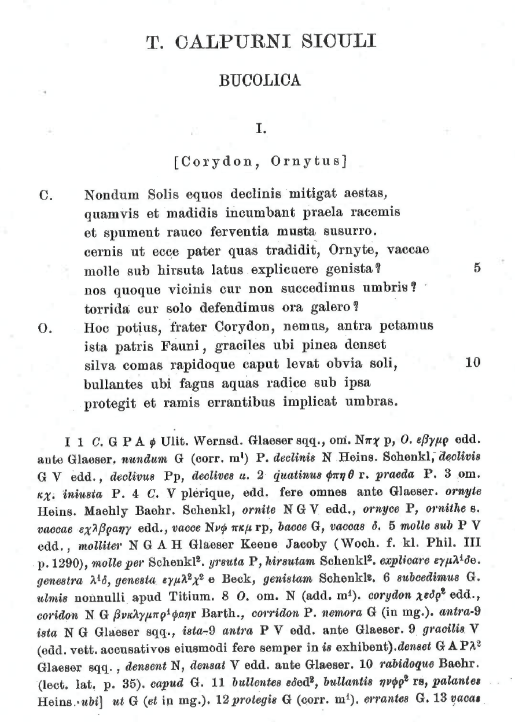 T. CALPURNI SICULI
BUCOLICA
I.
[Corydon, Ornytus]
C. Nondum Solis equos declinis mitigat aestas,
quamvis et madidis incumbant praela racemis
et spument rauco ferventia musta susurro.
cernis ut ecce pater quas tradidit, Ornyte, vaccae
molle sub hirsuta latus explicuere genista? 5
nos quoque vicinis cur non succedimus umbris?
torrida cur solo defendimus ora galero?
O. Hoc potius, frater Corydon, nemus, antra petamus
ista patris Fauni, graciles ubi pinea denset
silva comas rapidoque caput levat obvia soli, 10
bullantes ubi fagus aquas radice sub ipsa
protegit et ramis errantibus implicat umbras.
I 1 C. G P A φ Ulit. Wernsd. Glaeser sqq., om. Nπχ p, O. εβγμρ edd.
ante Glaeser. nundum G (corr. m¹) P. declinis N Heins. Schenkl, declivis
G V edd., declivus Pp, declives u. 2 quatinus φπηθ r. praeda P. 3 om.
κχ. iniusta P. 4 C. V plerique, edd. fere omnes ante Glaeser. ornyte
Heins. Maehly Baehr. Schenkl, ornite N G V edd., ornyce P, ornithe s.
vaccae εχλβραηγ edd., vacce Nνφ πκμ rp, bacce G, vaccas δ. 5 molle sub P V
edd., molliter N G A H Glaeser Keene Jacoby (Woch. f. kl. Phil. III
p. 1290), molle per Schenkl². yrsuta P, hirsutam Schenkl². explicare εγμλ¹δe.
genestra λ¹δ, genesta εγμλ²χ² e Beck, genistam Schenkl². 6 subcedimus G.
ulmis nonnulli apud Titium. 8 O. om. N (add. m¹). corydon χεδρ² edd.,
coridon N G βνκλγμπρ¹φαηr Barth., corridon P. nemora G (in mg.). antra-9
ista N G Glaeser sqq., ista-9 antra P V edd. ante Glaeser. 9 gracilis V
(edd. vett. accusativos eiusmodi fere semper in is exhibent). denset G A P λ²
Glaeser sqq., densent N, densat V edd. ante Glaeser. 10 rabidoque Baehr.
(lect. lat. p. 35). capud G. 11 bullentes εδed², bullantis ηνφρ² rs, palantes
Heins. ubi] ut G (et in mg.). 12 protegis G (corr. m¹). errantes G. 13 vacas